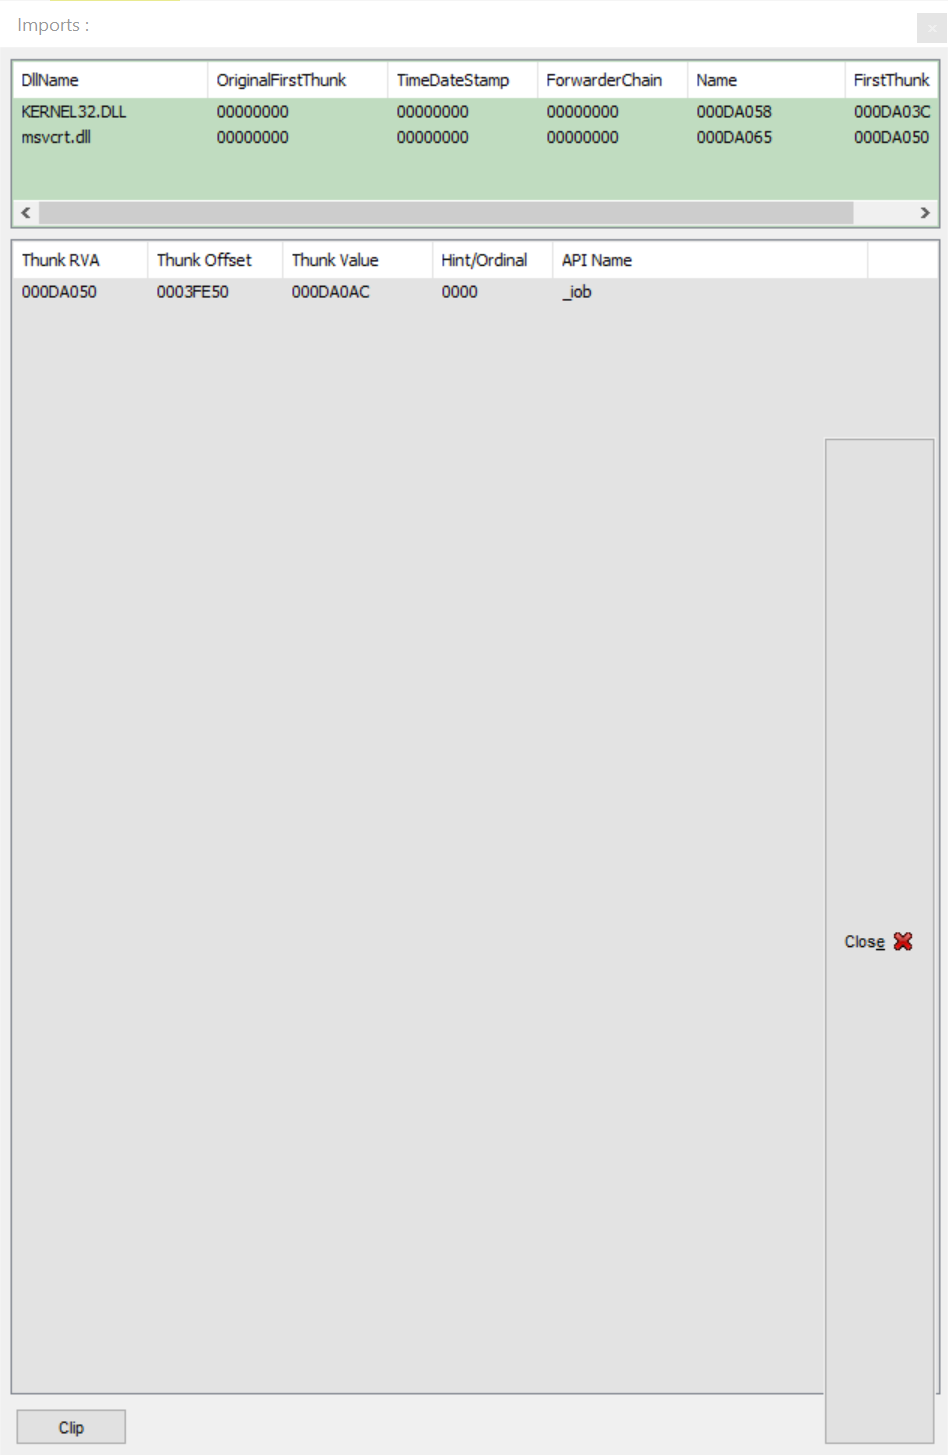 Imports :
DllName OriginalFirstThunk TimeDateStamp ForwarderChain Name FirstThunk
KERNEL32.DLL 00000000 00000000 00000000 000DA058 000DA03C
msvcrt.dll 00000000 00000000 00000000 000DA065 000DA050
Thunk RVA Thunk Offset Thunk Value Hint/Ordinal API Name
000DA050 0003FE50 000DA0AC 0000 _iob
Close
Clip